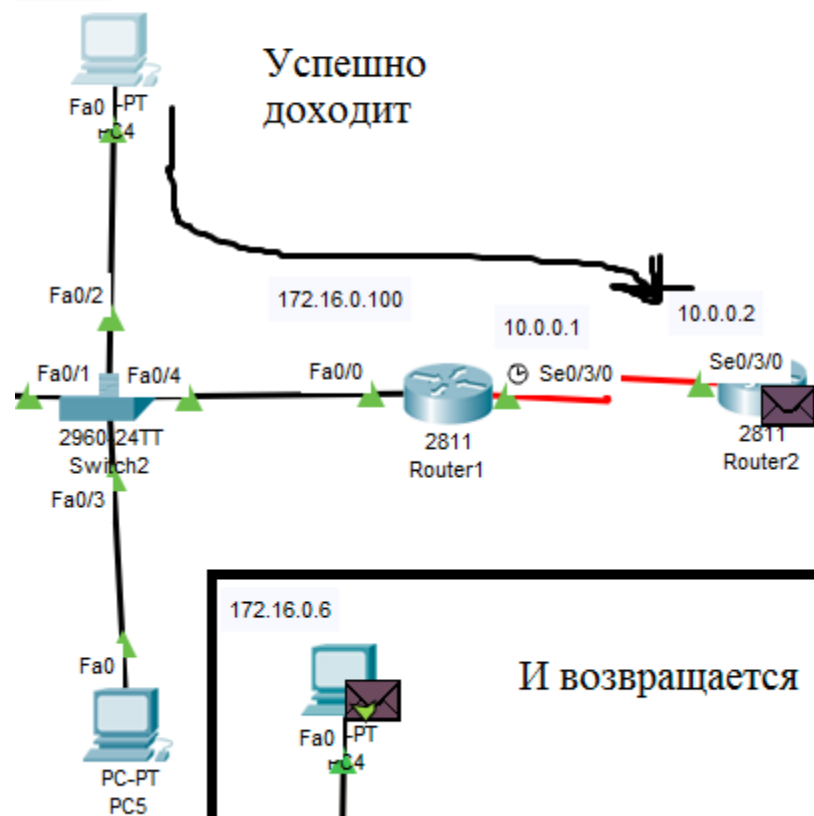 Успешно
доходит
Fa0
-PT
PC4
Fa0/2
172.16.0.100
10.0.0.1
10.0.0.2
Fa0/1
Fa0/4
Fa0/0
Se0/3/0
Se0/3/0
2960-24TT
Switch2
2811
Router1
2811
Router2
Fa0/3
172.16.0.6
И возвращается
Fa0
Fa0
-PT
PC4
PC-PT
PC5